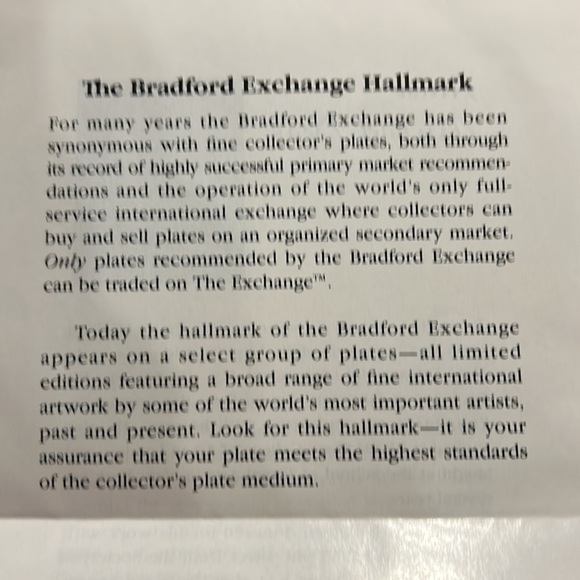 The Bradford Exchange Hallmark
For many years the Bradford Exchange has been
synonymous with fine collector's plates, both through
its record of highly successful primary market recommen-
dations and the operation of the world's only full-
service international exchange where collectors can
buy and sell plates on an organized secondary market.
Only plates recommended by the Bradford Exchange
can be traded on The Exchange™.
Today the hallmark of the Bradford Exchange
appears on a select group of plates—all limited
editions featuring a broad range of fine international
artwork by some of the world's most important artists,
past and present. Look for this hallmark—it is your
assurance that your plate meets the highest standards
of the collector's plate medium.